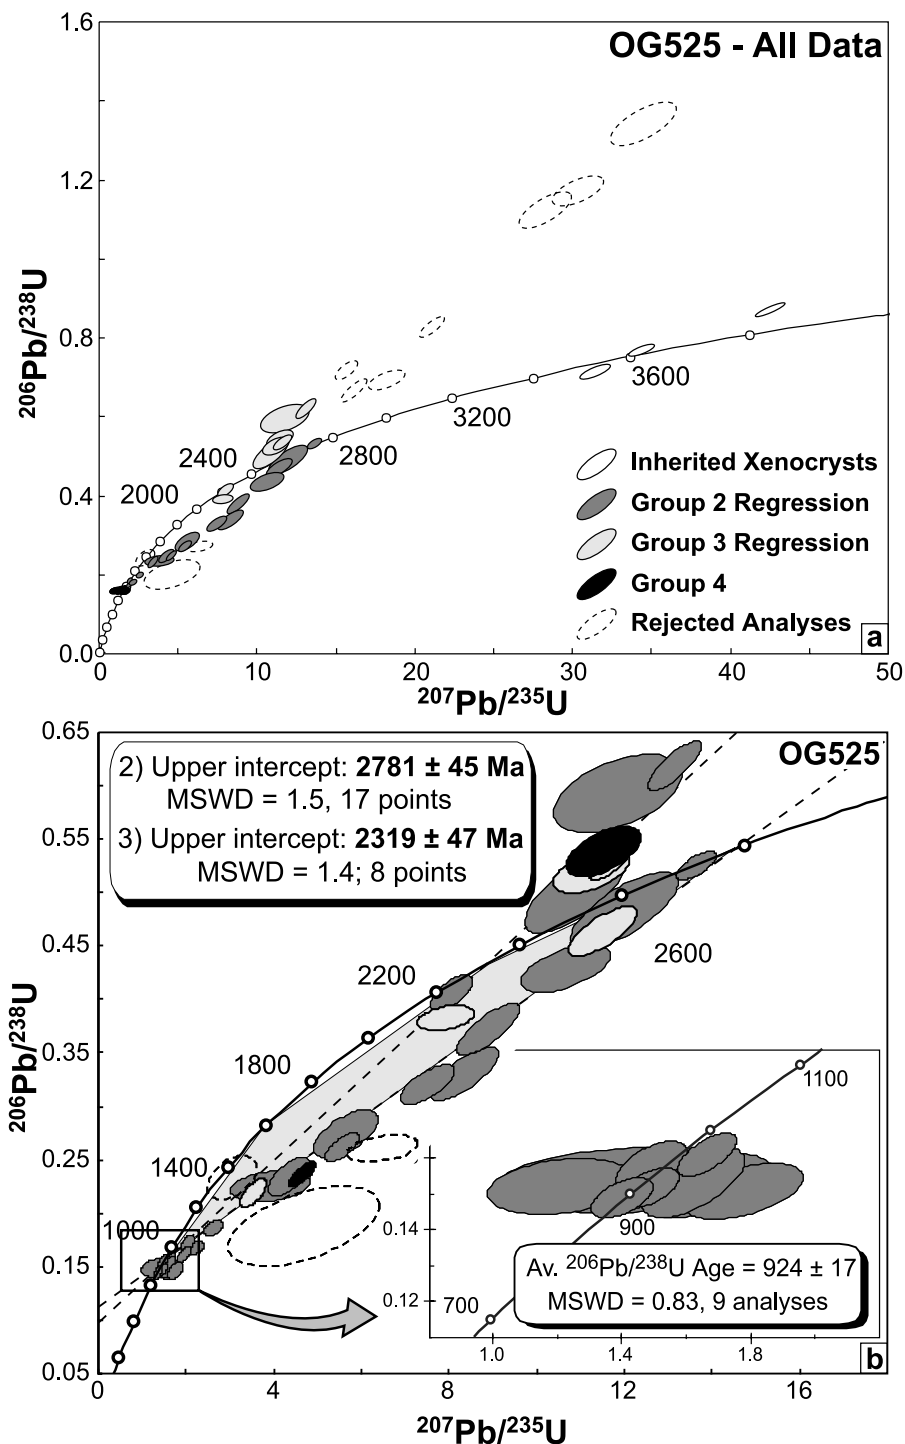 OG525 - All Data
1.6
1.2
0.8
0.4
0.0
206Pb/238U
2000
2400
2800
3200
3600
Inherited Xenocrysts
Group 2 Regression
Group 3 Regression
Group 4
Rejected Analyses
a
0
10
20
30
40
50
207Pb/235U
OG525
2) Upper intercept: 2781 ± 45 Ma
MSWD = 1.5, 17 points
3) Upper intercept: 2319 ± 47 Ma
MSWD = 1.4; 8 points
0.65
0.55
0.45
0.35
0.25
0.15
0.05
206Pb/238U
1000
1400
1800
2200
2600
1100
900
700
0.14
0.12
Av. 206Pb/238U Age = 924 ± 17
MSWD = 0.83, 9 analyses
1.0
1.4
1.8
b
0
4
8
12
16
207Pb/235U